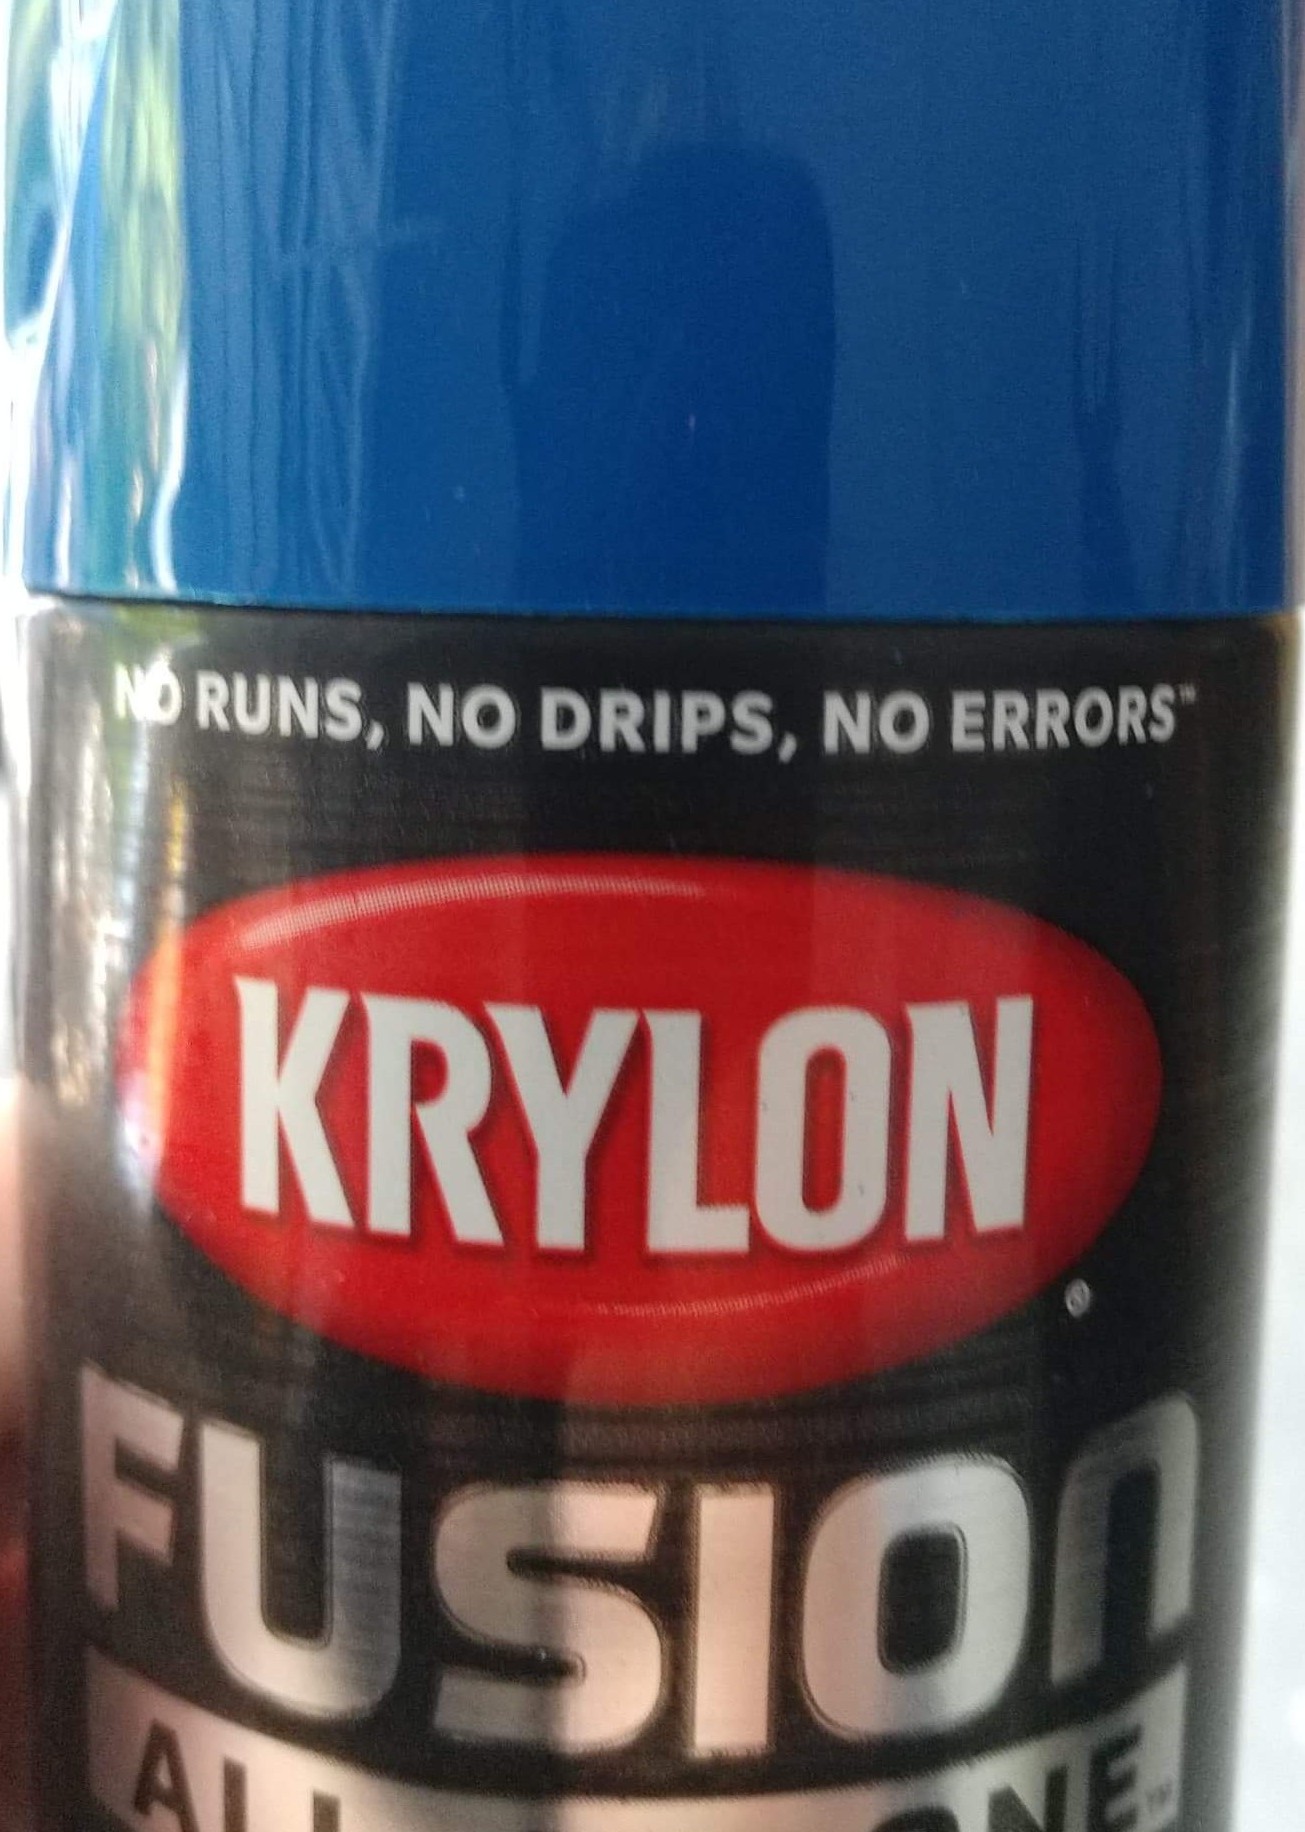 NO RUNS, NO DRIPS, NO ERRORS™
KRYLON
®
FUSION